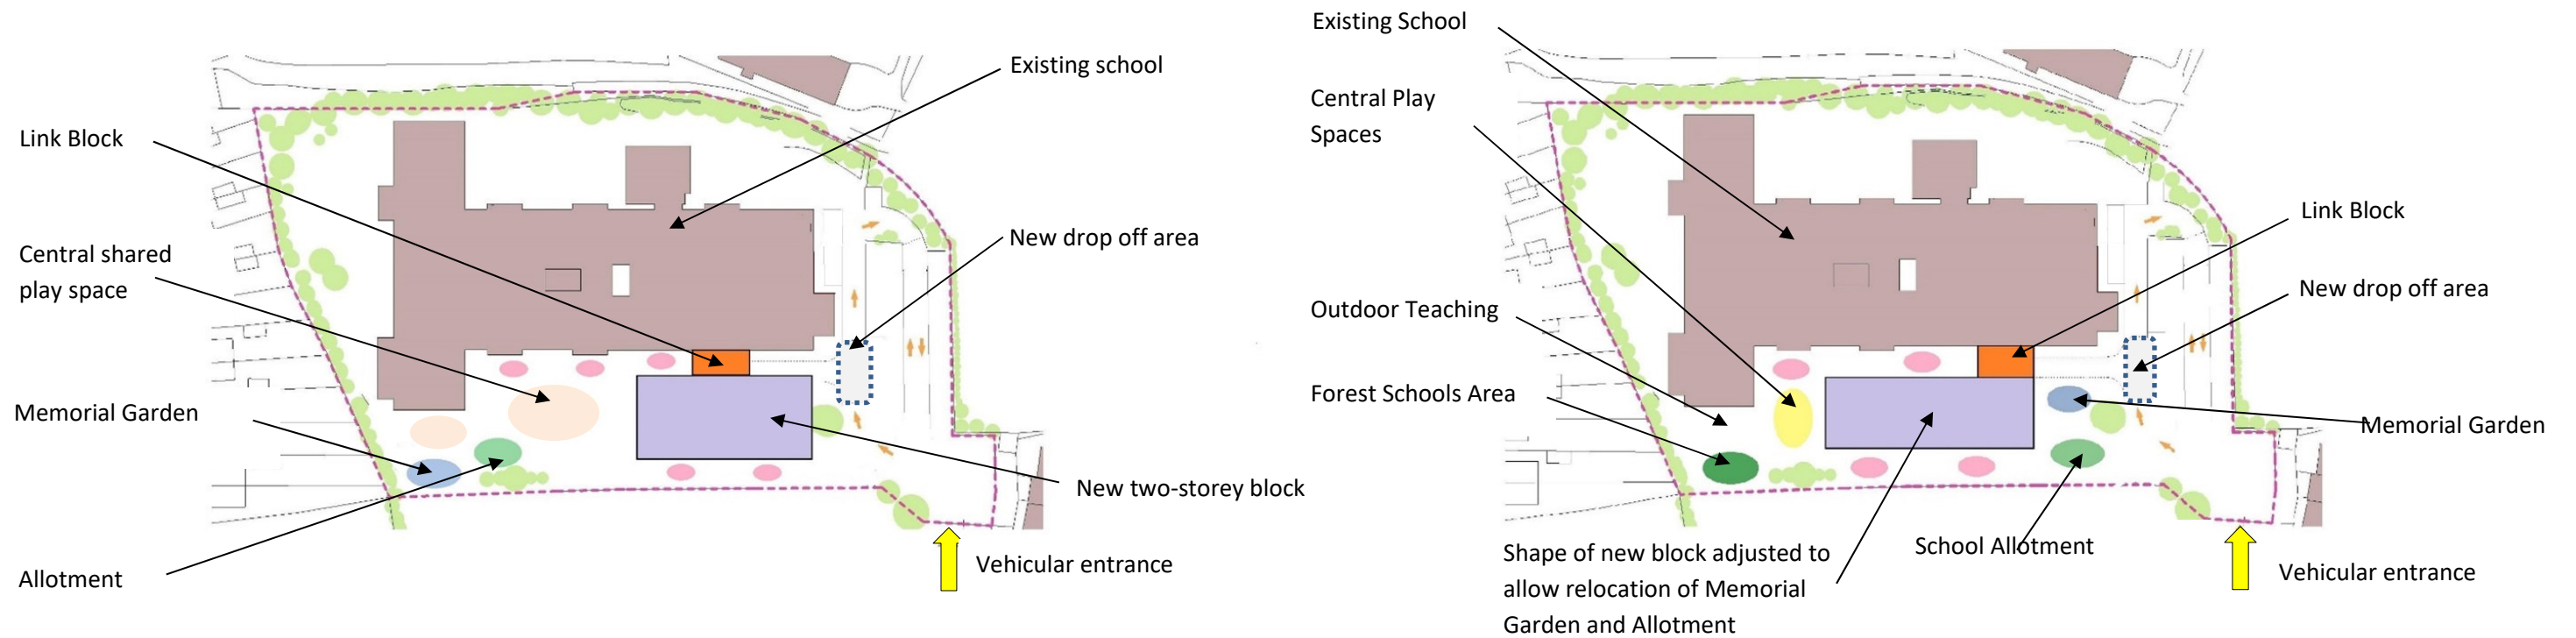 Existing school
Link Block
New drop off area
Central shared
play space
Memorial Garden
New two-storey block
Allotment
Vehicular entrance
Existing School
Central Play
Spaces
Link Block
New drop off area
Outdoor Teaching
Forest Schools Area
Memorial Garden
School Allotment
Shape of new block adjusted to
allow relocation of Memorial
Garden and Allotment
Vehicular entrance